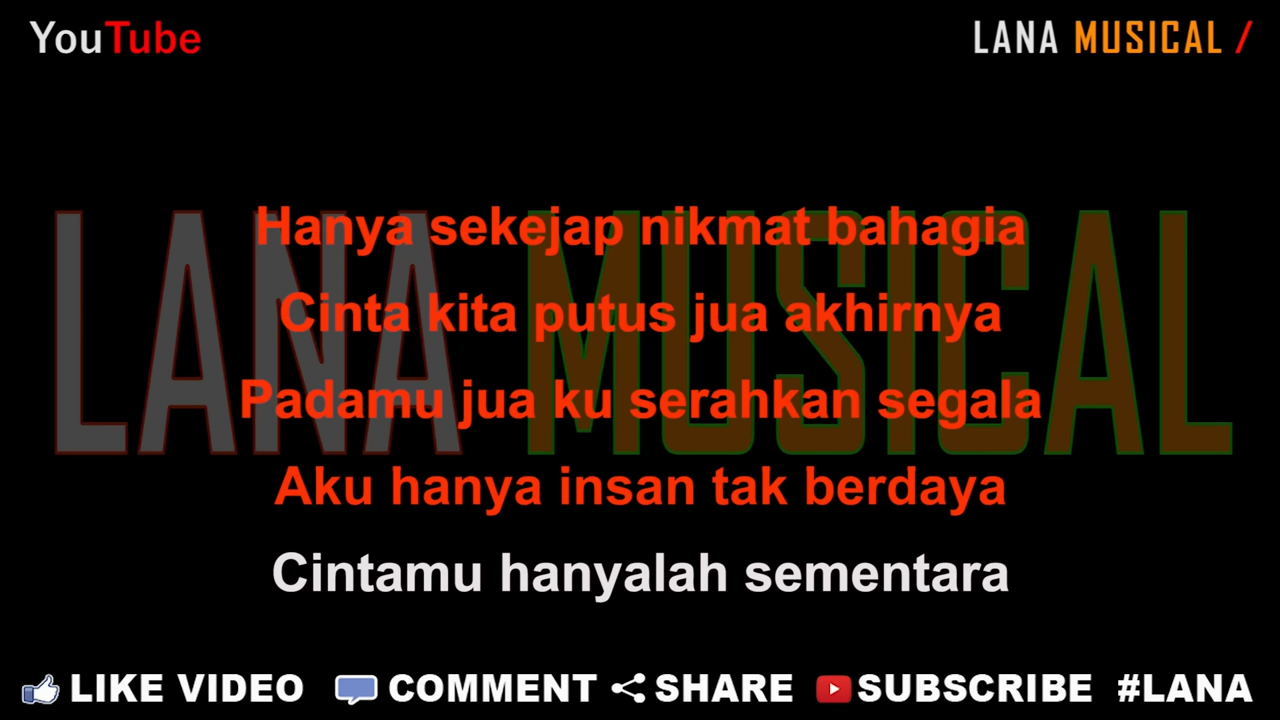 YouTube
LANA MUSICAL /
LANA MUSICAL
Hanya sekejap nikmat bahagia
Cinta kita putus jua akhirnya
Padamu jua ku serahkan segala
Aku hanya insan tak berdaya
Cintamu hanyalah sementara
LIKE VIDEO COMMENT SHARE SUBSCRIBE #LANA